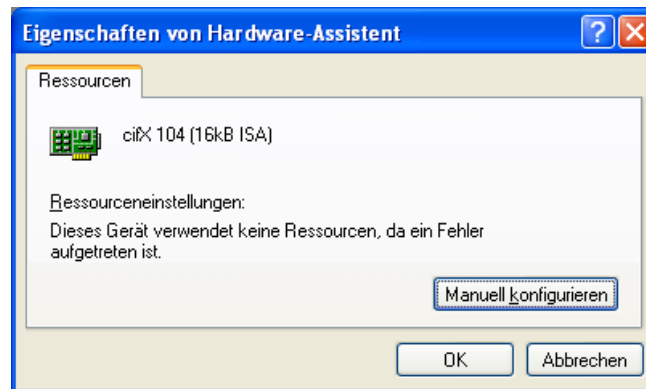 Eigenschaften von Hardware-Assistent
Ressourcen
cifX 104 (16kB ISA)
Ressourceneinstellungen:
Dieses Gerät verwendet keine Ressourcen, da ein Fehler
aufgetreten ist.
Manuell konfigurieren
OK Abbrechen